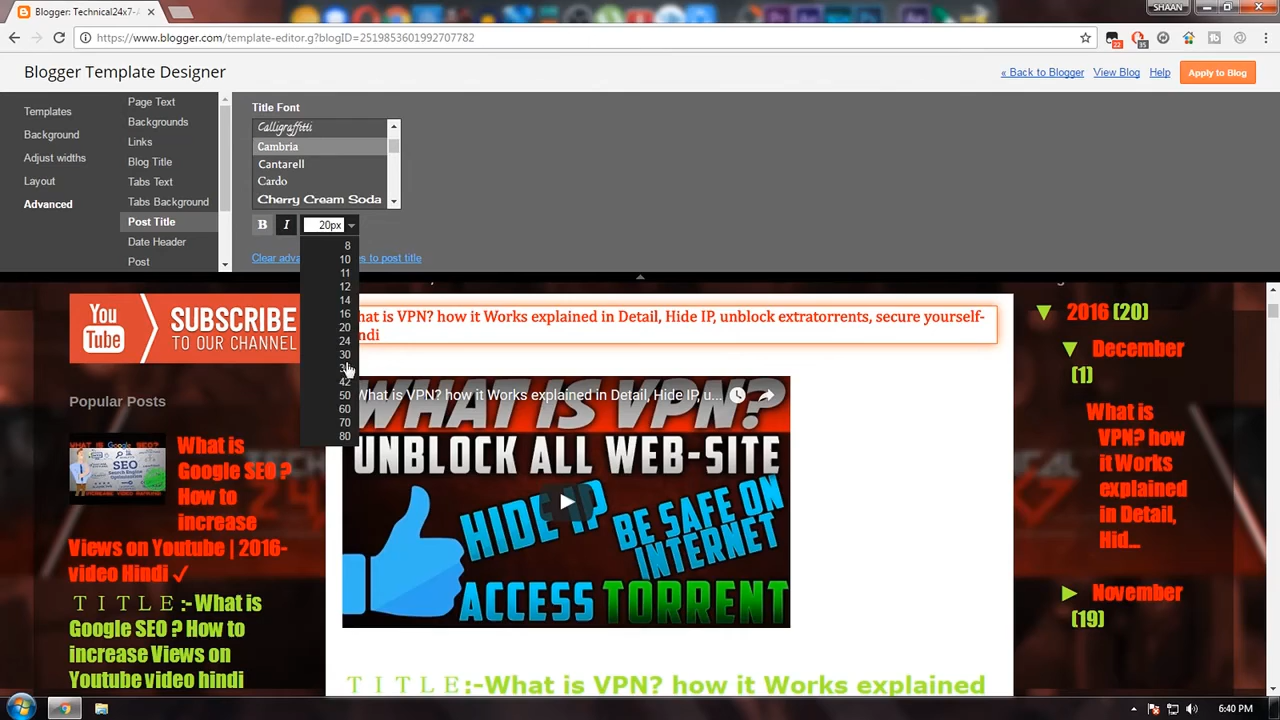 Blogger: Technical24x7-
SHAAN
https://www.blogger.com/template-editor.g?blogID=2519853601992707782
22
15
Blogger Template Designer
« Back to Blogger
View Blog
Help
Apply to Blog
Templates
Background
Adjust widths
Layout
Advanced
Page Text
Backgrounds
Links
Blog Title
Tabs Text
Tabs Background
Post Title
Date Header
Post
Title Font
Calligraffitti
Cambria
Cantarell
Cardo
Cherry Cream Soda
B
I
20px
8
10
11
12
14
16
20
24
30
42
50
60
70
80
Clear advan
es to post title
You
Tube
SUBSCRIBE
TO OUR CHANNEL
Popular Posts
What is
Google SEO ?
How to
increase
Views on Youtube | 2016-
video Hindi ✓
T I T L E :- What is
Google SEO ? How to
increase Views on
Youtube video hindi
hat is VPN? how it Works explained in Detail, Hide IP, unblock extratorrents, secure yourself-
ndi
What is VPN? how it Works explained in Detail, Hide IP, u...
WHAT IS VPN?
UNBLOCK ALL WEB-SITE
HIDE IP
BE SAFE ON
INTERNET
ACCESS TORRENT
T I T L E:-What is VPN? how it Works explained
▼ 2016 (20)
▼ December
(1)
What is
VPN? how
it Works
explained
in Detail,
Hid...
► November
(19)
6:40 PM